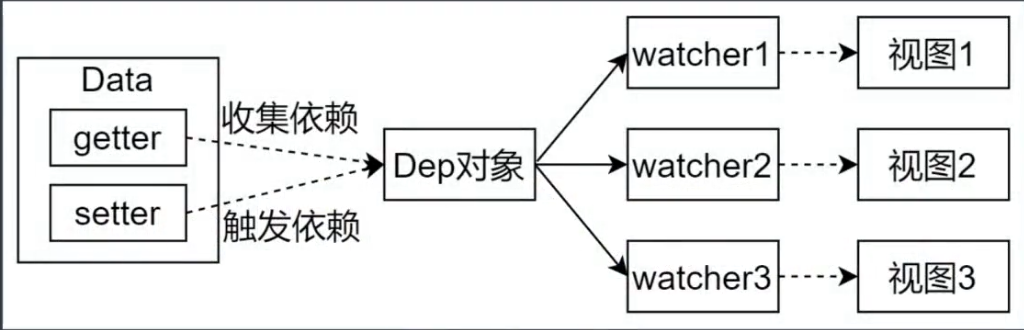 Data
getter
setter
收集依赖
触发依赖
Dep对象
watcher1
视图1
watcher2
视图2
watcher3
视图3